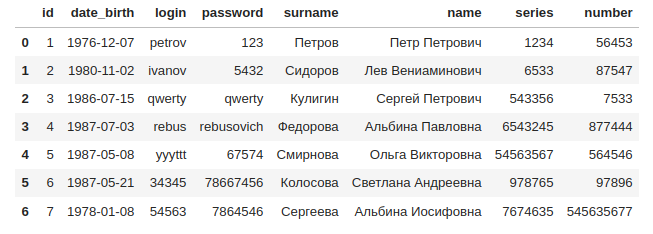 id date_birth login password surname name series number
0 1 1976-12-07 petrov 123 Петров Петр Петрович 1234 56453
1 2 1980-11-02 ivanov 5432 Сидоров Лев Вениаминович 6533 87547
2 3 1986-07-15 qwerty qwerty Кулигин Сергей Петрович 543356 7533
3 4 1987-07-03 rebus rebusovich Федорова Альбина Павловна 6543245 877444
4 5 1987-05-08 yyyttt 67574 Смирнова Ольга Викторовна 54563567 564546
5 6 1987-05-21 34345 78667456 Колосова Светлана Андреевна 978765 97896
6 7 1978-01-08 54563 7864546 Сергеева Альбина Иосифовна 7674635 545635677